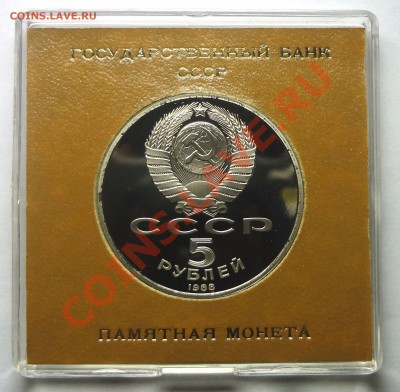 COINS.LAVE.RU
ГОСУДАРСТВЕННЫЙ БАНК
СССР
СССР
5
РУБЛЕЙ
1988
ПАМЯТНАЯ МОНЕТА
COINS.LAVE.RU